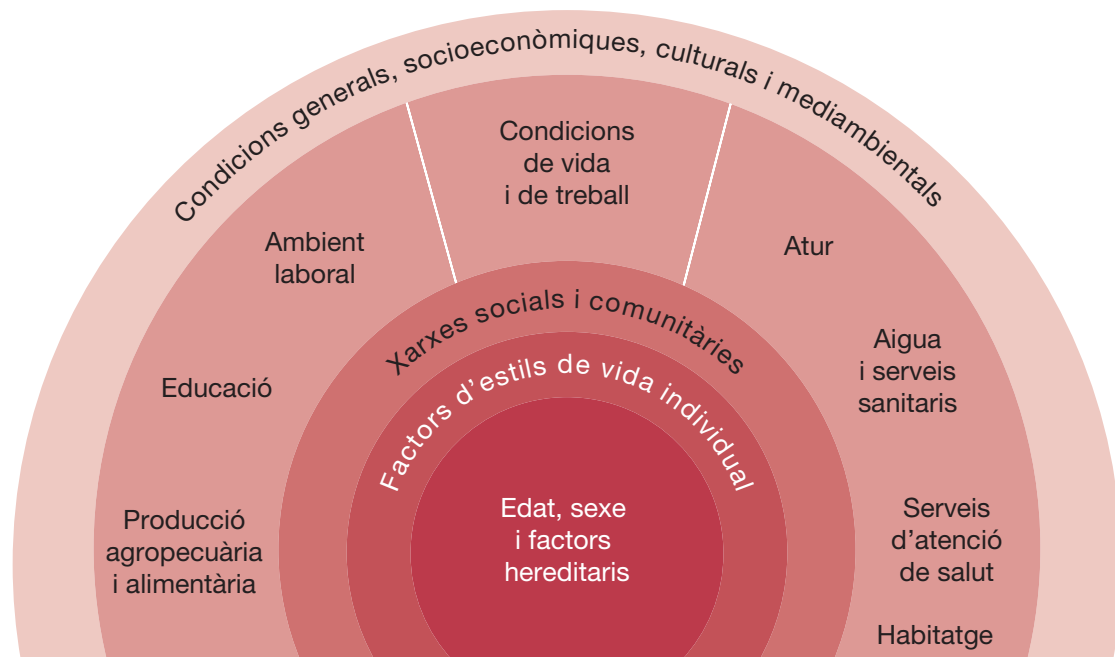 Condicions generals, socioeconòmiques, culturals i mediambientals
Condicions
de vida
i de treball
Ambient
laboral
Atur
Xarxes socials i comunitàries
Aigua
i serveis
sanitaris
Educació
Factors d’estils de vida individual
Edat, sexe
i factors
hereditaris
Producció
agropecuària
i alimentària
Serveis
d’atenció
de salut
Habitatge